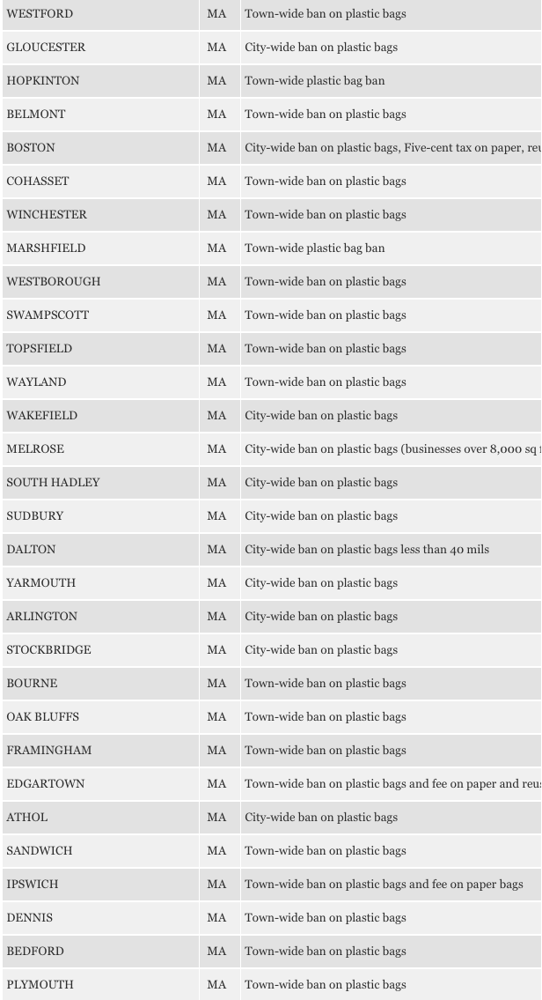 WESTFORD MA Town-wide ban on plastic bags
GLOUCESTER MA City-wide ban on plastic bags
HOPKINTON MA Town-wide plastic bag ban
BELMONT MA Town-wide ban on plastic bags
BOSTON MA City-wide ban on plastic bags, Five-cent tax on paper,
COHASSET MA Town-wide ban on plastic bags
WINCHESTER MA Town-wide ban on plastic bags
MARSHFIELD MA Town-wide plastic bag ban
WESTBOROUGH MA Town-wide ban on plastic bags
SWAMPSCOTT MA Town-wide ban on plastic bags
TOPSFIELD MA Town-wide ban on plastic bags
WAYLAND MA Town-wide ban on plastic bags
WAKEFIELD MA City-wide ban on plastic bags
MELROSE MA City-wide ban on plastic bags (businesses over 8,000 sq
SOUTH HADLEY MA City-wide ban on plastic bags
SUDBURY MA City-wide ban on plastic bags
DALTON MA City-wide ban on plastic bags less than 40 mils
YARMOUTH MA City-wide ban on plastic bags
ARLINGTON MA City-wide ban on plastic bags
STOCKBRIDGE MA City-wide ban on plastic bags
BOURNE MA Town-wide ban on plastic bags
OAK BLUFFS MA Town-wide ban on plastic bags
FRAMINGHAM MA Town-wide ban on plastic bags
EDGARTOWN MA Town-wide ban on plastic bags and fee on paper and
ATHOL MA City-wide ban on plastic bags
SANDWICH MA Town-wide ban on plastic bags
IPSWICH MA Town-wide ban on plastic bags and fee on paper bags
DENNIS MA Town-wide ban on plastic bags
BEDFORD MA Town-wide ban on plastic bags
PLYMOUTH MA Town-wide ban on plastic bags